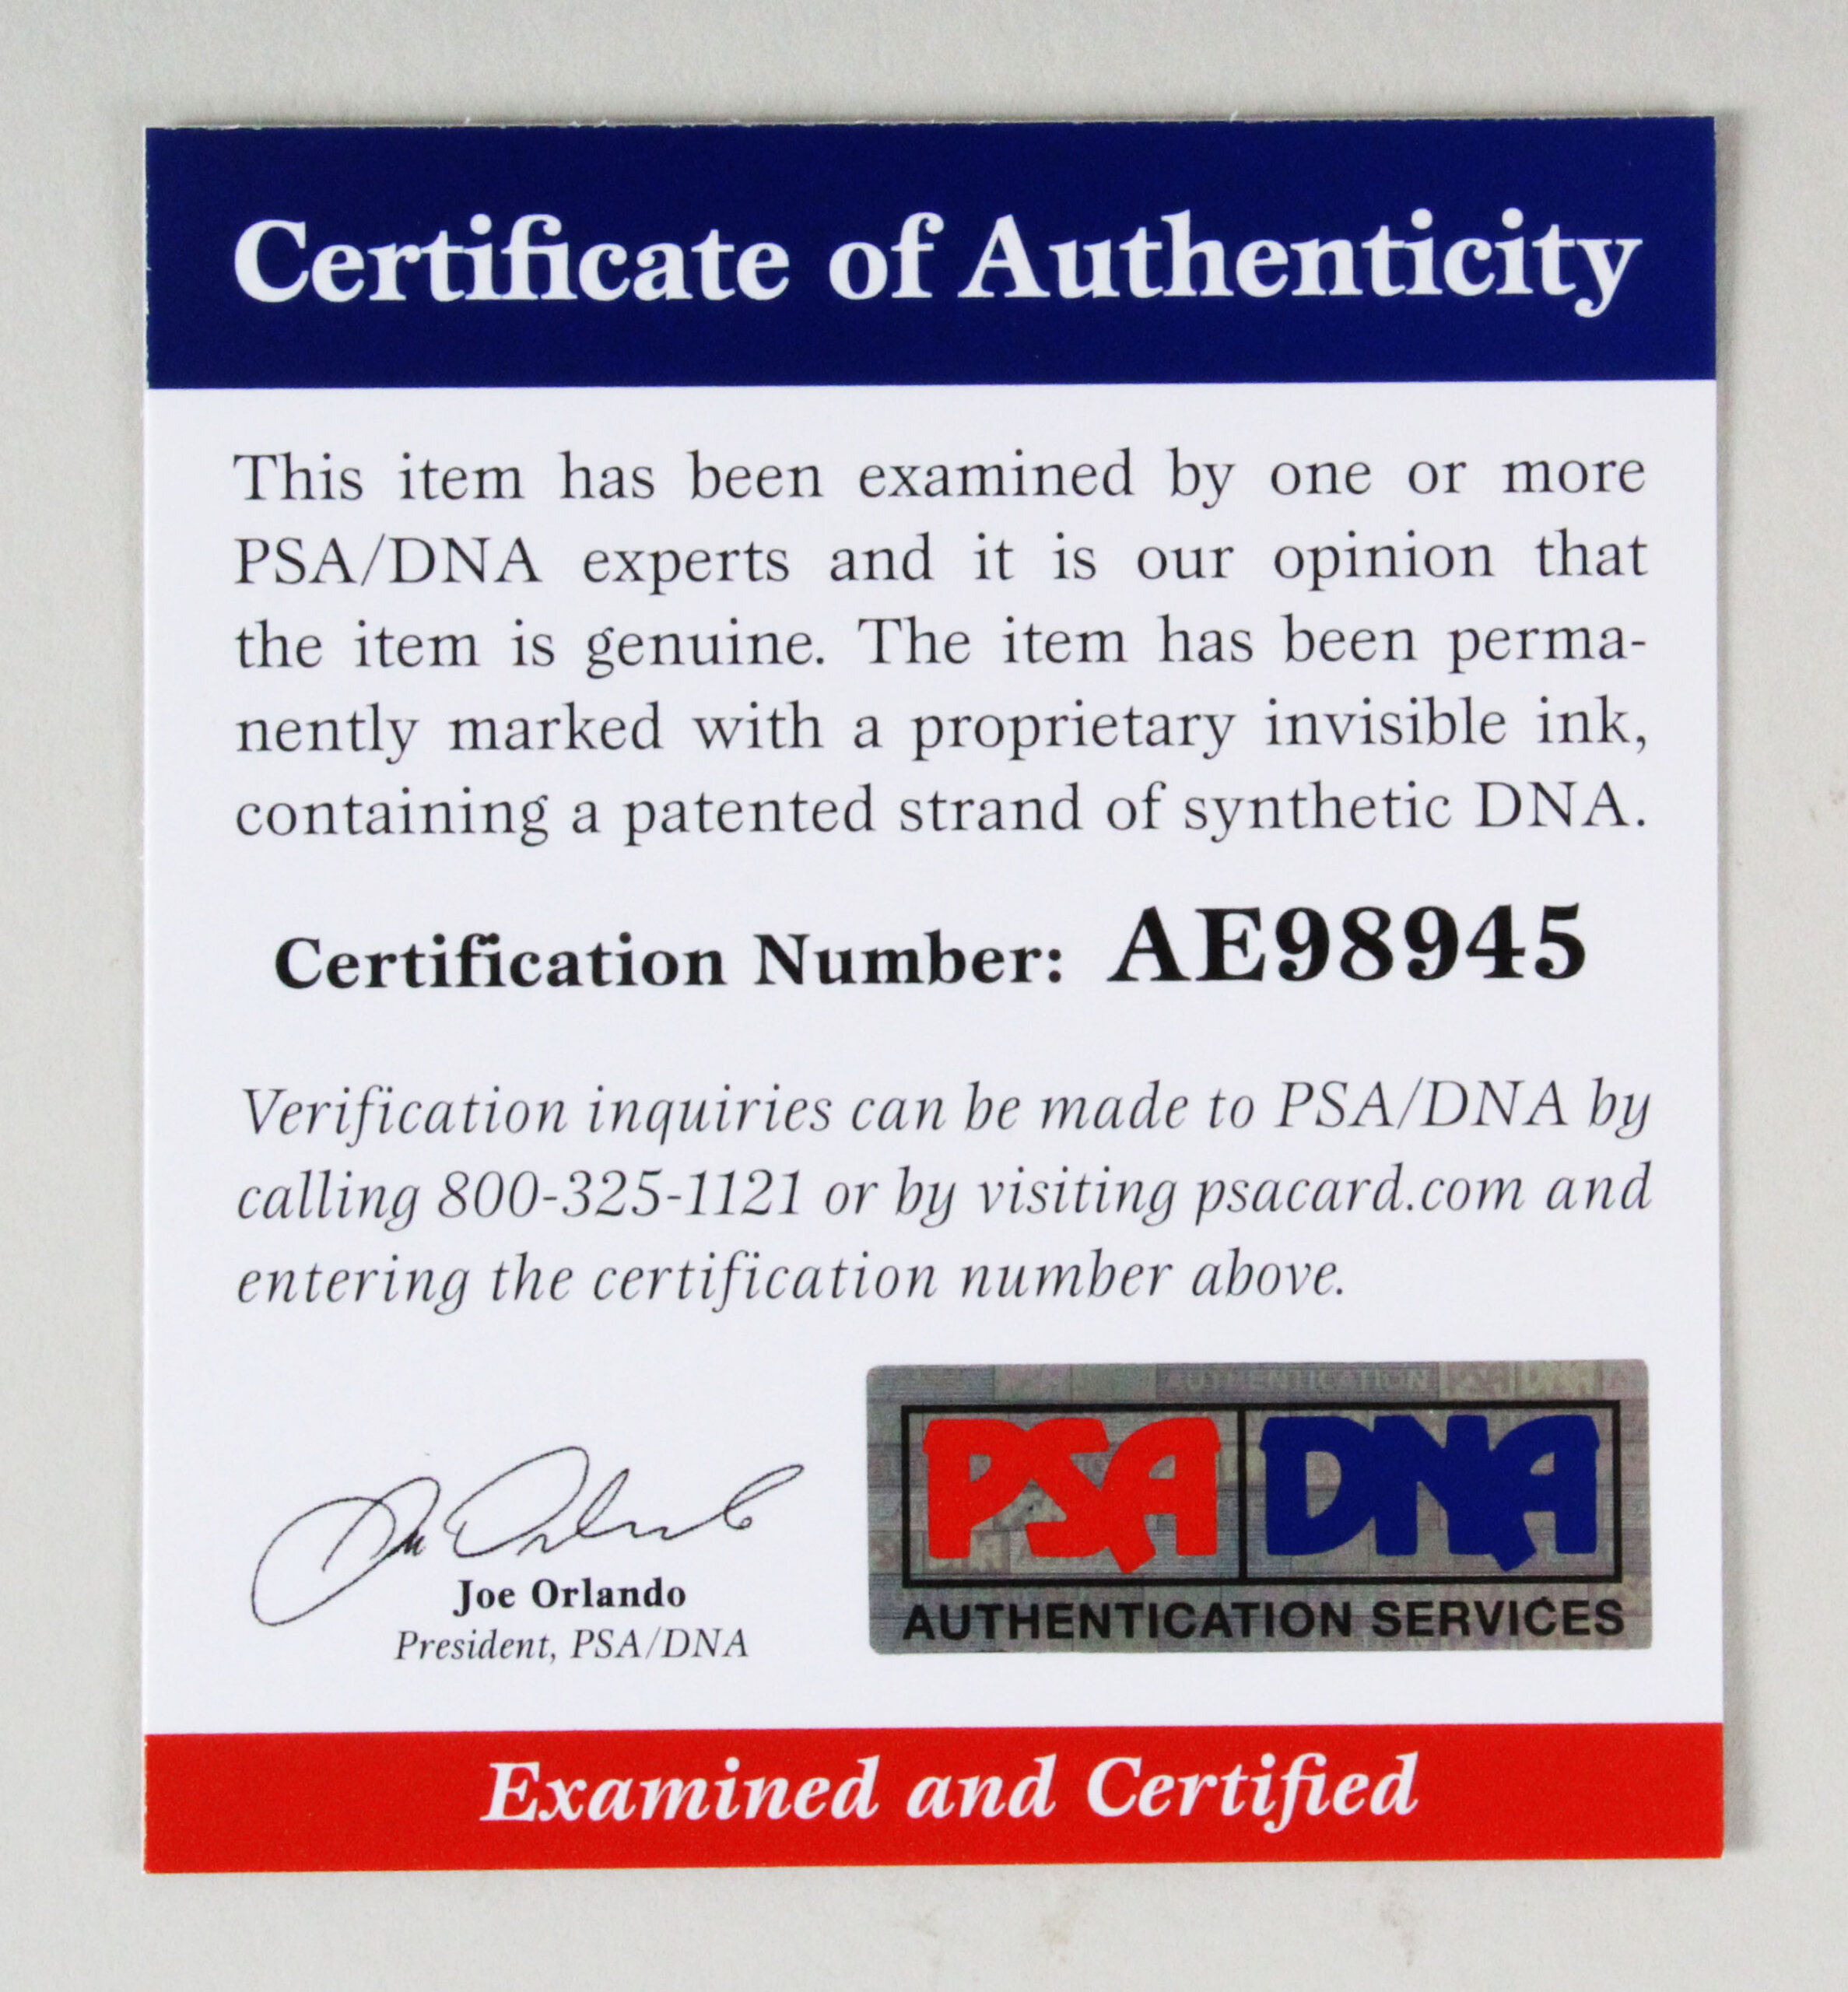 Certificate of Authenticity
This item has been examined by one or more
PSA/DNA experts and it is our opinion that
the item is genuine. The item has been perma-
nently marked with a proprietary invisible ink,
containing a patented strand of synthetic DNA.
Certification Number: AE98945
Verification inquiries can be made to PSA/DNA by
calling 800-325-1121 or by visiting psacard.com and
entering the certification number above.
Joe Orlando
President, PSA/DNA
AUTHENTICATION PSA DNA
PSA DNA
AUTHENTICATION SERVICES
Examined and Certified